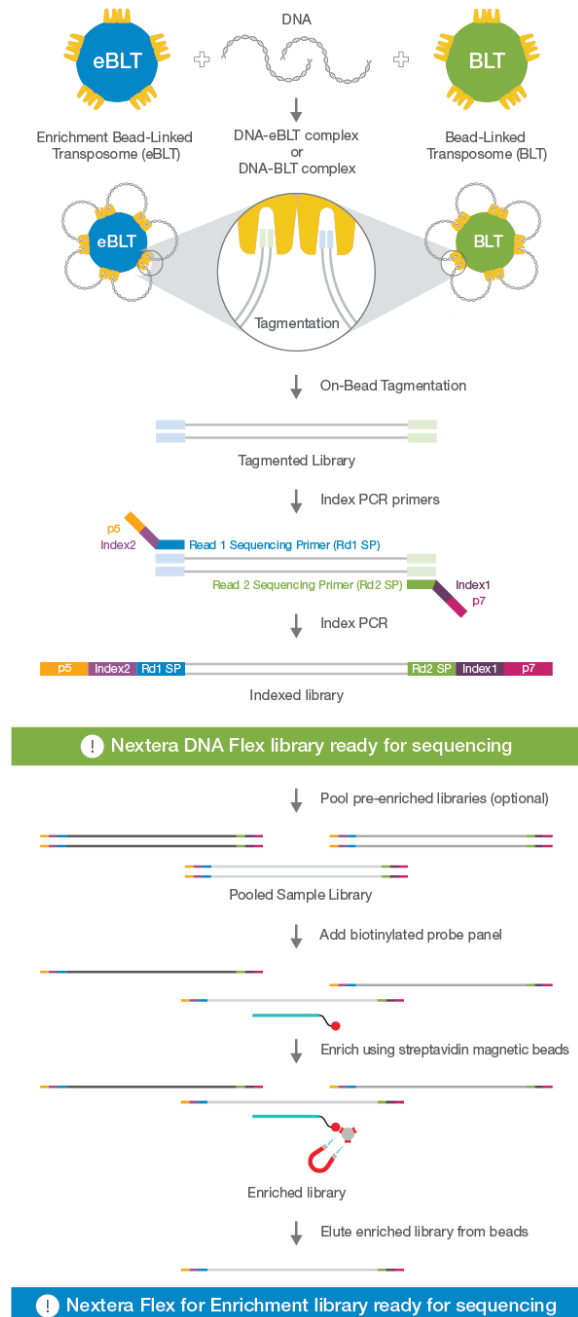 eBLT
DNA
BLT
Enrichment Bead-Linked
Transposome (eBLT)
DNA-eBLT complex
or
DNA-BLT complex
Bead-Linked
Transposome (BLT)
eBLT
BLT
Tagmentation
On-Bead Tagmentation
Tagmented Library
Index PCR primers
p5
Index2
Read 1 Sequencing Primer (Rd1 SP)
Read 2 Sequencing Primer (Rd2 SP)
Index1
p7
Index PCR
p5 Index2 Rd1 SP Rd2 SP Index1 p7
Indexed library
! Nextera DNA Flex library ready for sequencing
Pool pre-enriched libraries (optional)
Pooled Sample Library
Add biotinylated probe panel
Enrich using streptavidin magnetic beads
Enriched library
Elute enriched library from beads
! Nextera Flex for Enrichment library ready for sequencing